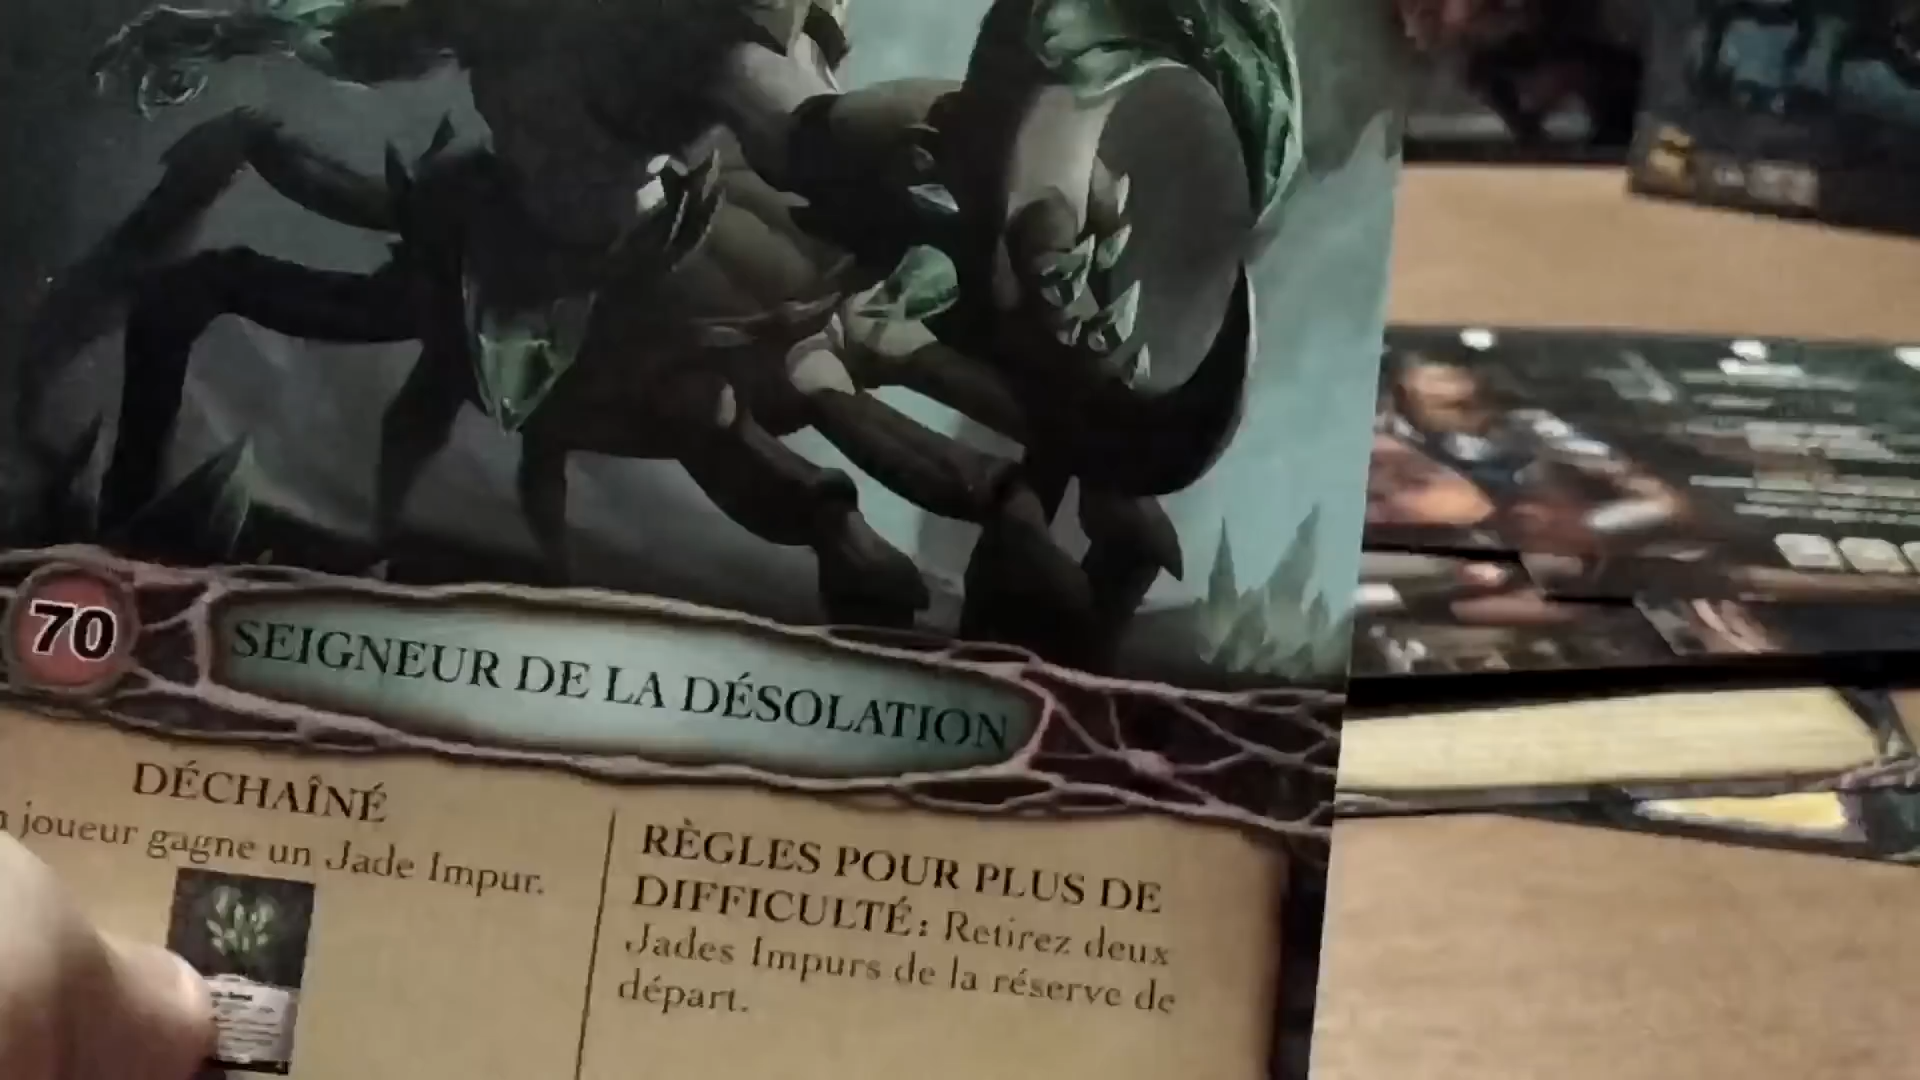 70
SEIGNEUR DE LA DÉSOLATION
DÉCHAÎNÉ
joueur gagne un Jade Impur.
RÈGLES POUR PLUS DE
DIFFICULTÉ: Retirez deux
Jades Impurs de la réserve de
départ.